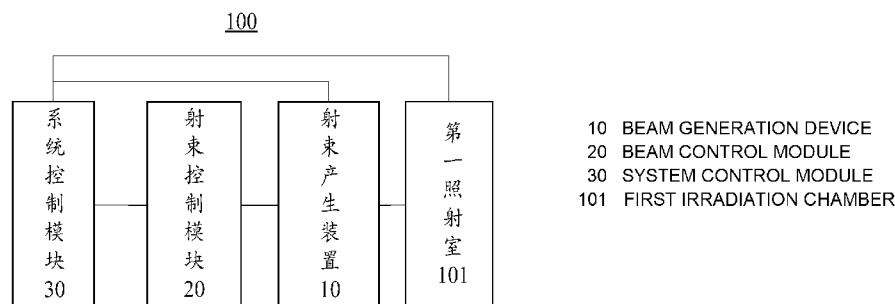 100
系统控制模块30
射束控制模块20
射束产生装置10
第一照射室101
10 BEAM GENERATION DEVICE
20 BEAM CONTROL MODULE
30 SYSTEM CONTROL MODULE
101 FIRST IRRADIATION CHAMBER